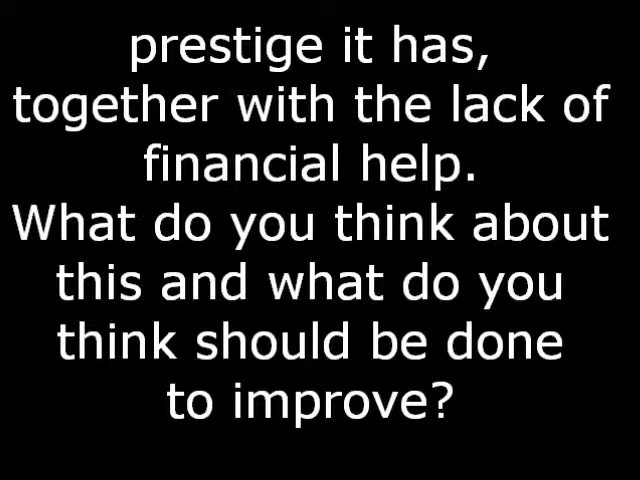 prestige it has,
together with the lack of
financial help.
What do you think about
this and what do you
think should be done
to improve?